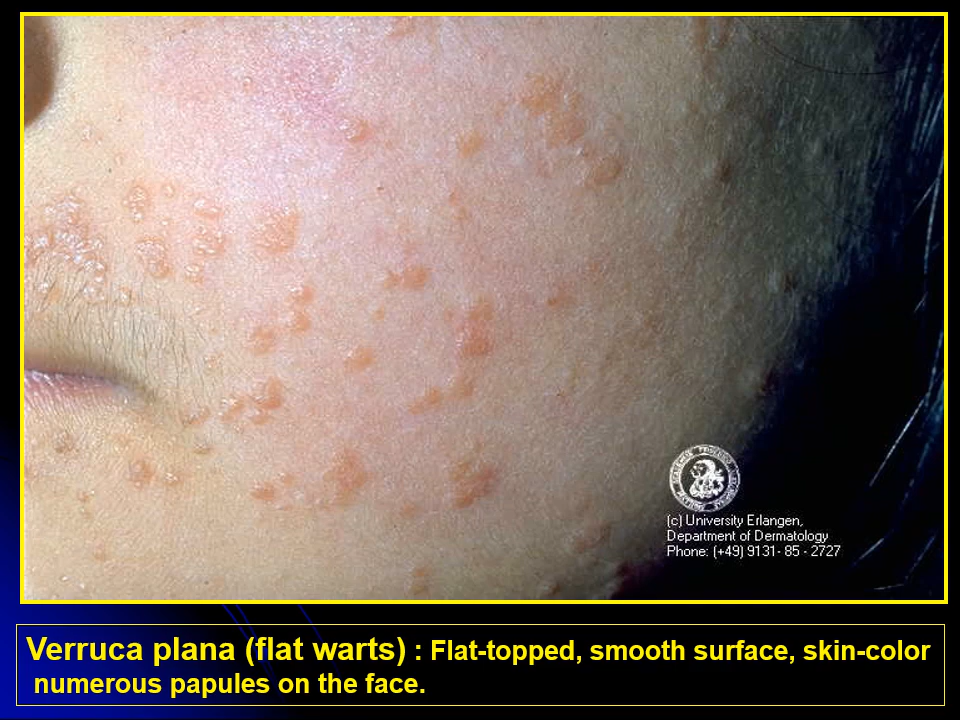 (c) University Erlangen,
Department of Dermatology
Phone: (+49) 9131- 85 - 2727
Verruca plana (flat warts) : Flat-topped, smooth surface, skin-color
numerous papules on the face.